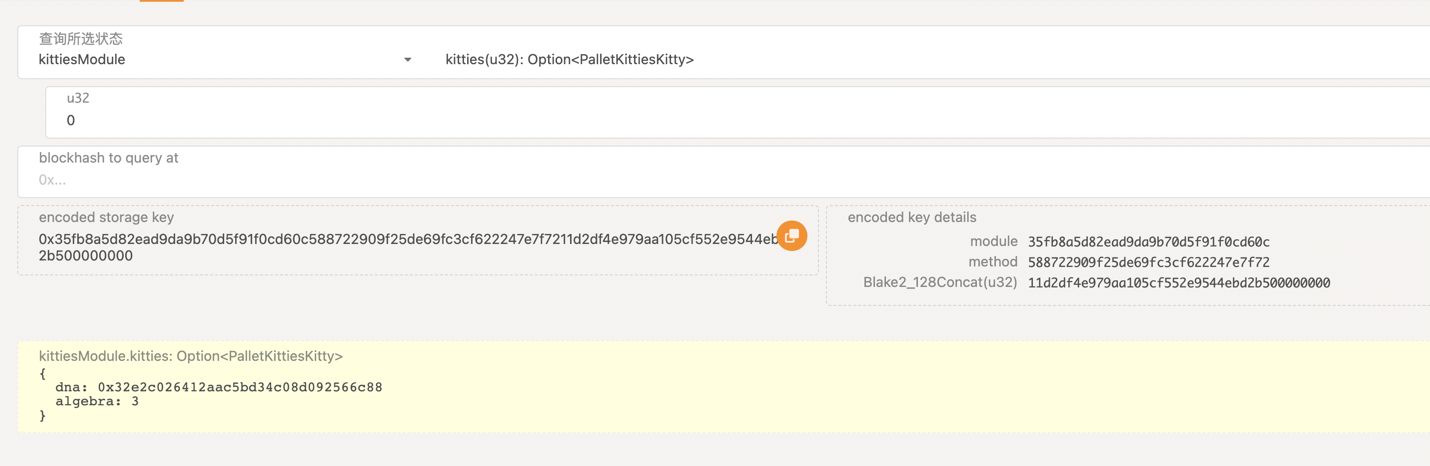 查询所选状态
kittiesModule
kitties(u32): Option<PalletKittiesKitty>
u32
0
blockhash to query at
0x...
encoded storage key
0x35fb8a5d82ead9da9b70d5f91f0cd60c588722909f25de69fc3cf622247e7f7211d2df4e979aa105cf552e9544eb
2b500000000
encoded key details
module 35fb8a5d82ead9da9b70d5f91f0cd60c
method 588722909f25de69fc3cf622247e7f72
Blake2_128Concat(u32) 11d2df4e979aa105cf552e9544ebd2b500000000
kittiesModule.kitties: Option<PalletKittiesKitty>
{
dna: 0x32e2c026412aac5bd34c08d092566c88
algebra: 3
}